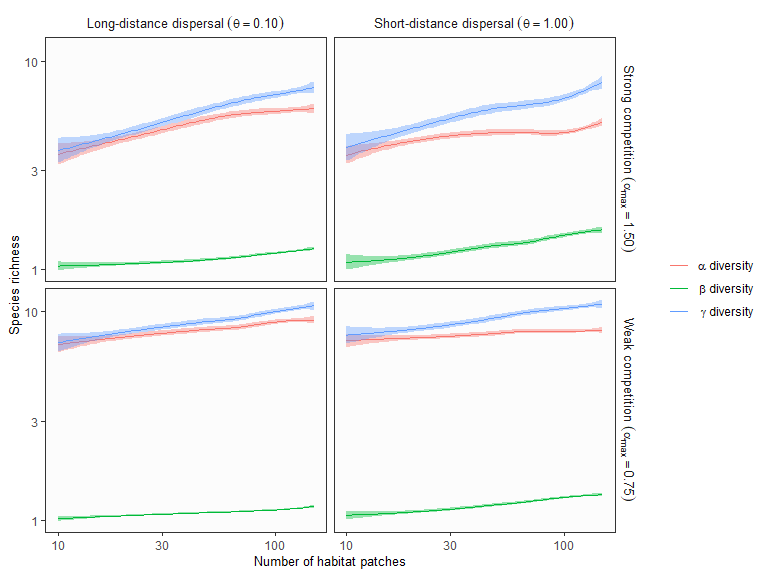 Long-distance dispersal (θ = 0.10)
Short-distance dispersal (θ = 1.00)
10
3
1
Strong competition (αmax = 1.50)
10
3
1
Weak competition (αmax = 0.75)
Species richness
10
30
100
10
30
100
Number of habitat patches
α diversity
β diversity
γ diversity